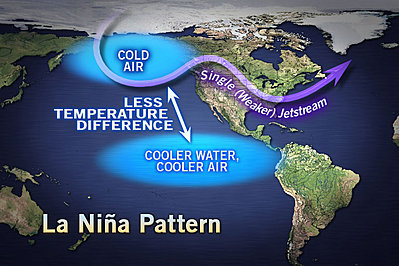 COLD
AIR
Single (Weaker) Jetstream
LESS
TEMPERATURE
DIFFERENCE
COOLER WATER,
COOLER AIR
La Niña Pattern